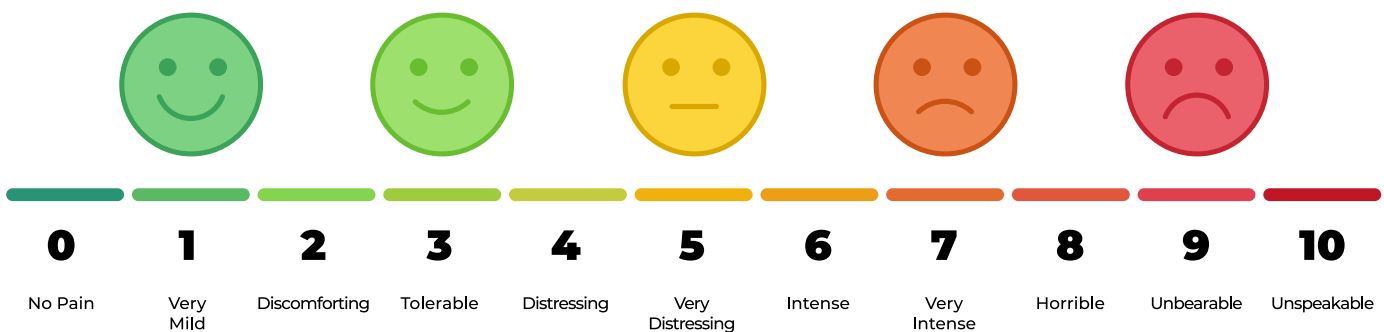 0 1 2 3 4 5 6 7 8 9 10
No Pain Very Discomforting Tolerable Distressing Very Intense Very Horrible Unbearable Unspeakable
Mild Distressing Intense